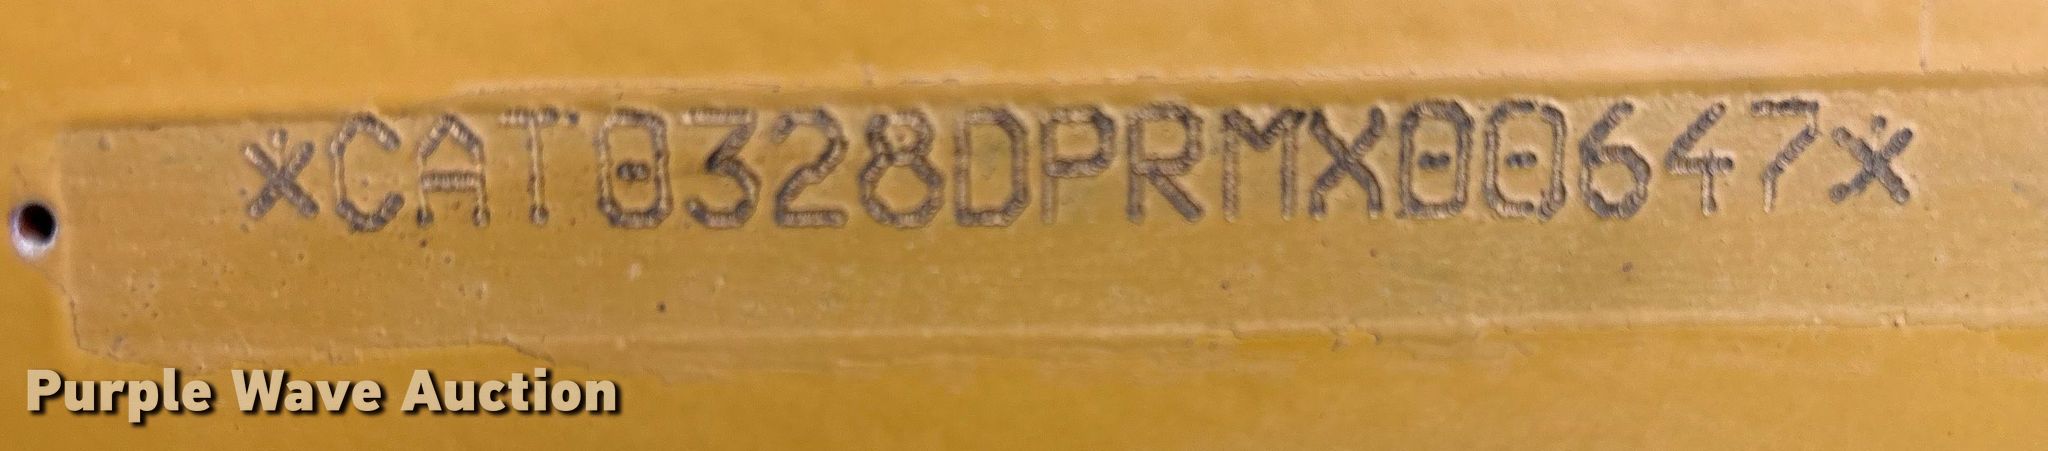 *CAT0328DPRMX00647*
Purple Wave Auction